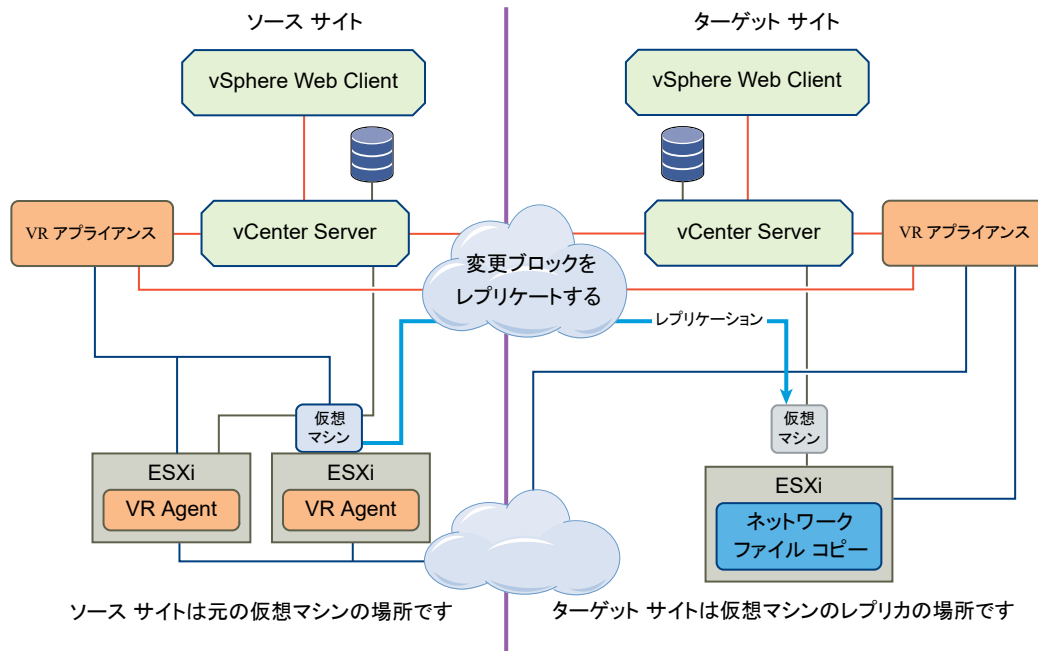 ソース サイト
ターゲット サイト
vSphere Web Client
vSphere Web Client
VR アプライアンス
vCenter Server
vCenter Server
VR アプライアンス
変更ブロックを
レプリケートする
レプリケーション
仮想
マシン
仮想
マシン
ESXi
VR Agent
ESXi
VR Agent
ESXi
ネットワーク
ファイル コピー
ソース サイトは元の仮想マシンの場所です
ターゲット サイトは仮想マシンのレプリカの場所です